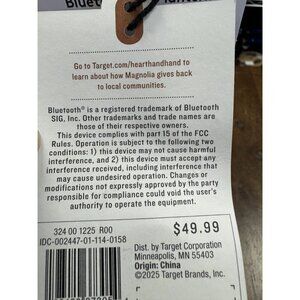 Go to Target.com/hearthandhand to
learn about how Magnolia gives back
to local communities.
Bluetooth® is a registered trademark of Bluetooth
SIG, Inc. Other trademarks and trade names are
those of their respective owners.
This device complies with part 15 of the FCC
Rules. Operation is subject to the following two
conditions: 1) this device may not cause harmful
interference, and 2) this device must accept any
interference received, including interference that
may cause undesired operation. Changes or
modifications not expressly approved by the party
responsible for compliance could void the user's
authority to operate the equipment.
324 00 1225 R00
IDC-002447-01-114-0158
$49.99
Dist. by Target Corporation
Minneapolis, MN 55403
Origin: China
©2025 Target Brands, Inc.